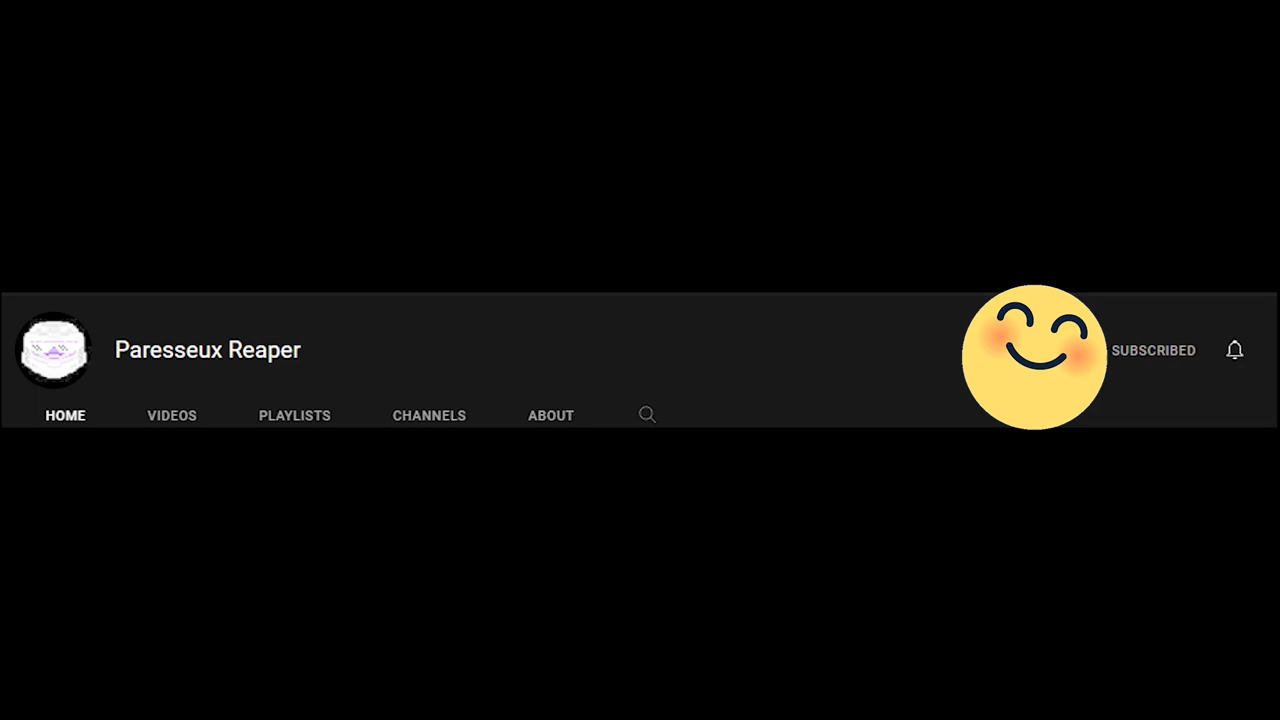 Paresseux Reaper
SUBSCRIBED
HOME VIDEOS PLAYLISTS CHANNELS ABOUT